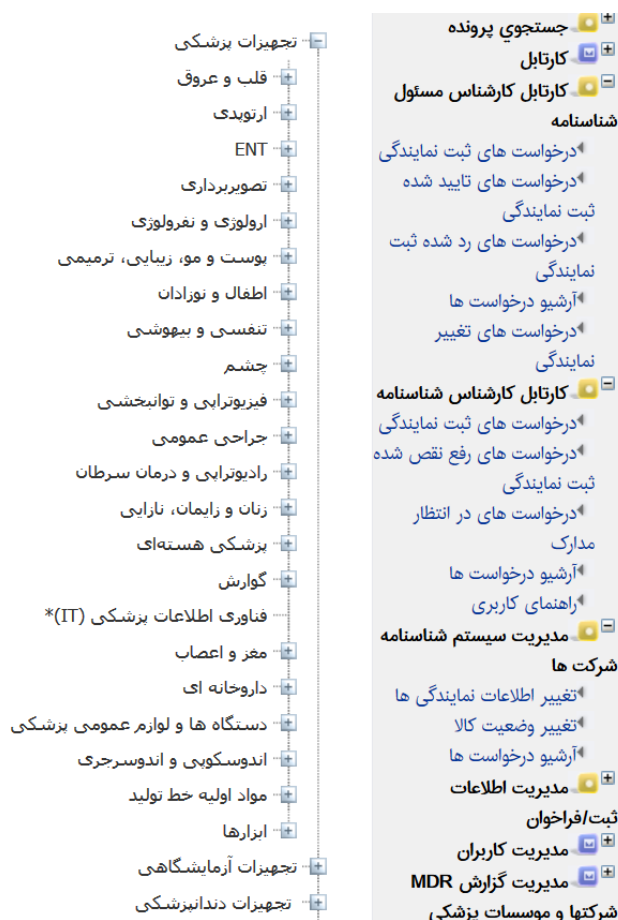 جستجوي پرونده
کارتابل
کارتابل کارشناس مسئول
شناسنامه
درخواست های ثبت نمایندگی
درخواست های تایید شده
ثبت نمایندگی
درخواست های رد شده ثبت
نمایندگی
آرشیو درخواست ها
درخواست های تغییر
نمایندگی
کارتابل کارشناس شناسنامه
درخواست های ثبت نمایندگی
درخواست های رفع نقص شده
ثبت نمایندگی
درخواست های در انتظار
مدارک
آرشیو درخواست ها
راهنمای کاربری
مدیریت سیستم شناسنامه
شرکت ها
تغییر اطلاعات نمایندگی ها
تغییر وضعیت کالا
آرشیو درخواست ها
مدیریت اطلاعات
ثبت/فراخوان
مدیریت کاربران
مدیریت گزارش MDR
شرکتها و موسسات پزشکی
تجهیزات پزشکی
قلب و عروق
ارتوپدی
ENT
تصویربرداری
ارولوژی و نفرولوژی
پوست و مو، زیبایی، ترمیمی
اطفال و نوزادان
تنفسی و بیهوشی
چشم
فیزیوتراپی و توانبخشی
جراحی عمومی
رادیوتراپی و درمان سرطان
زنان و زایمان، نازایی
پزشکی هسته‌ای
گوارش
فناوری اطلاعات پزشکی (IT)*
مغز و اعصاب
داروخانه ای
دستگاه ها و لوازم عمومی پزشکی
اندوسکوپی و اندوسرجری
مواد اولیه خط تولید
ابزارها
تجهیزات آزمایشگاهی
تجهیزات دندانپزشکی